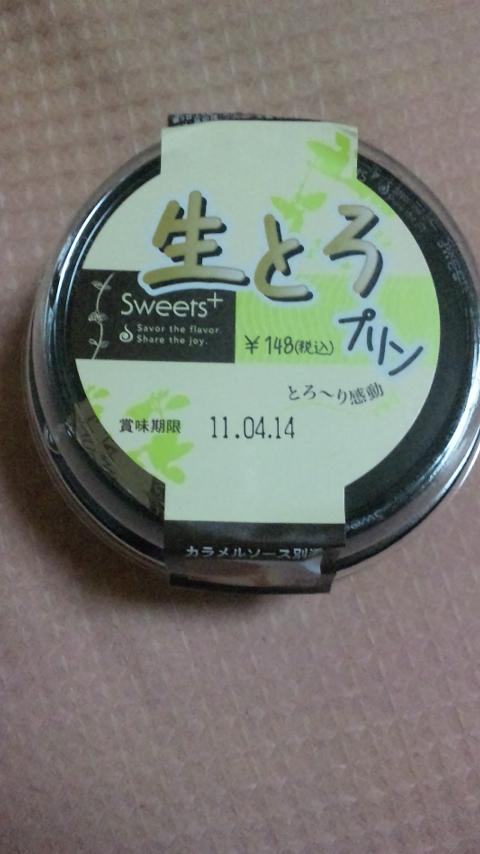 生とろ
プリン
Sweets+
Savor the flavor.
Share the joy.
¥148(税込)
とろ〜り感動
賞味期限 11.04.14
カラメルソース別